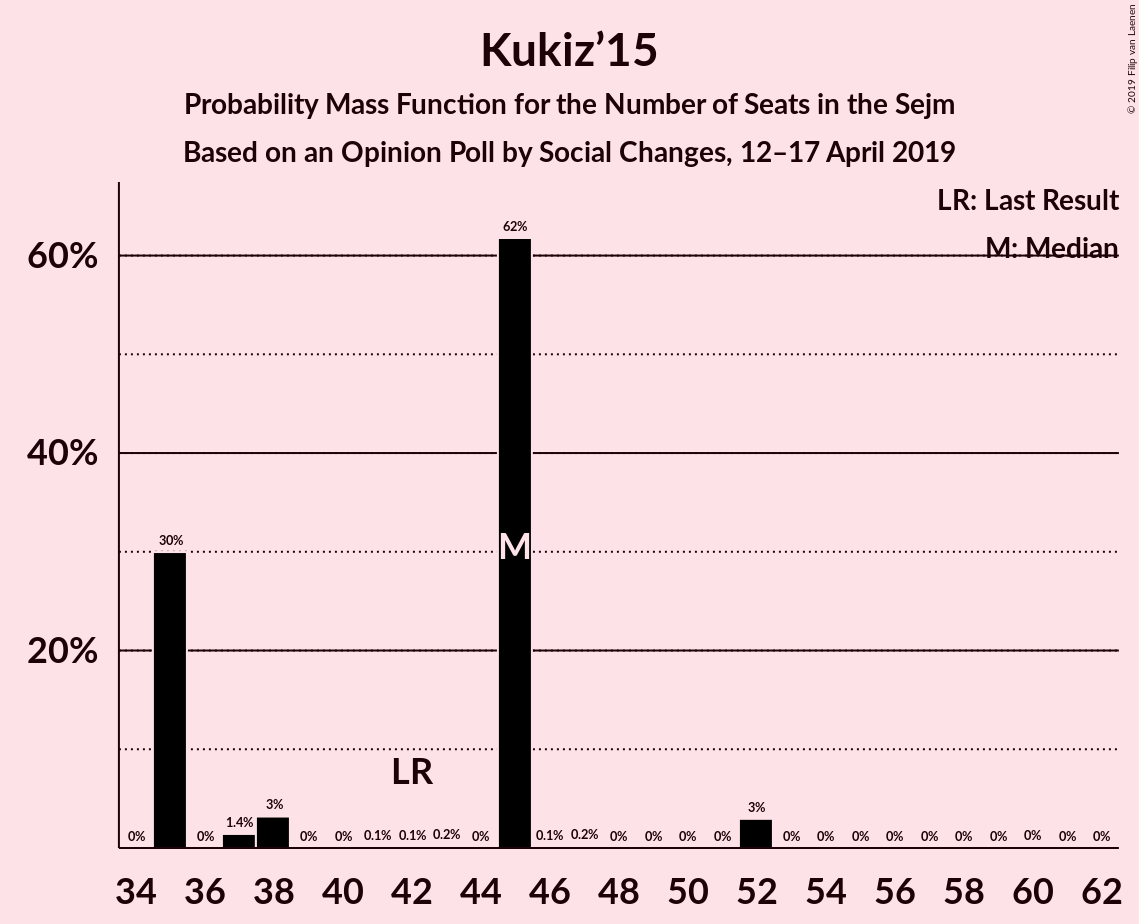 Kukiz’15
Probability Mass Function for the Number of Seats in the Sejm
Based on an Opinion Poll by Social Changes, 12–17 April 2019
© 2019 Filip van Laenen
LR: Last Result
M: Median
60%
40%
20%
0% 30% 0% 1.4% 3% 0% 0% 0.1% 0.1% 0.2% 0% 62% 0.1% 0.2% 0% 0% 0% 0% 3% 0% 0% 0% 0% 0% 0% 0% 0% 0% 0%
M
LR
34 36 38 40 42 44 46 48 50 52 54 56 58 60 62